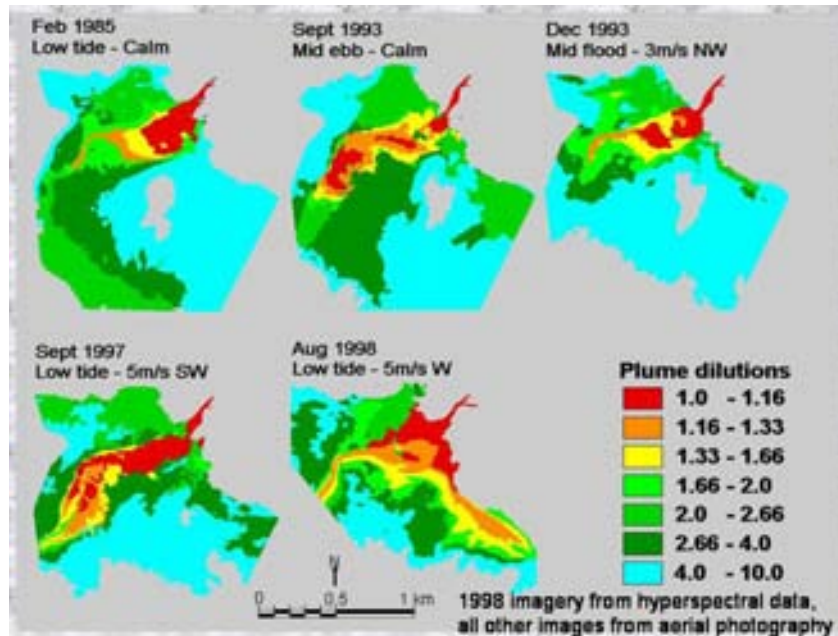 Feb 1985
Low tide - Calm
Sept 1993
Mid ebb - Calm
Dec 1993
Mid flood - 3m/s NW
Sept 1997
Low tide - 5m/s SW
Aug 1998
Low tide - 5m/s W
Plume dilutions
1.0 - 1.16
1.16 - 1.33
1.33 - 1.66
1.66 - 2.0
2.0 - 2.66
2.66 - 4.0
4.0 - 10.0
N
0 0.5 1 km
1998 imagery from hyperspectral data,
all other images from aerial photography